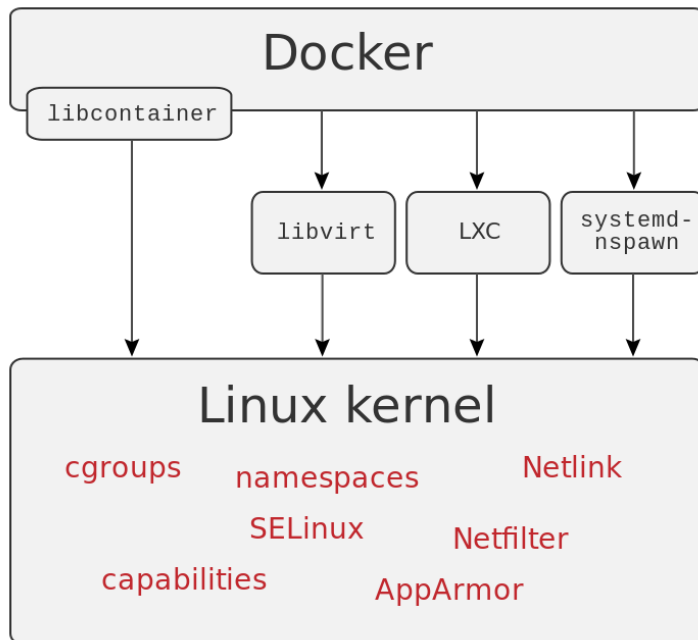 Docker
libcontainer
libvirt
LXC
systemd-
nspawn
Linux kernel
cgroups
namespaces
Netlink
SELinux
Netfilter
capabilities
AppArmor